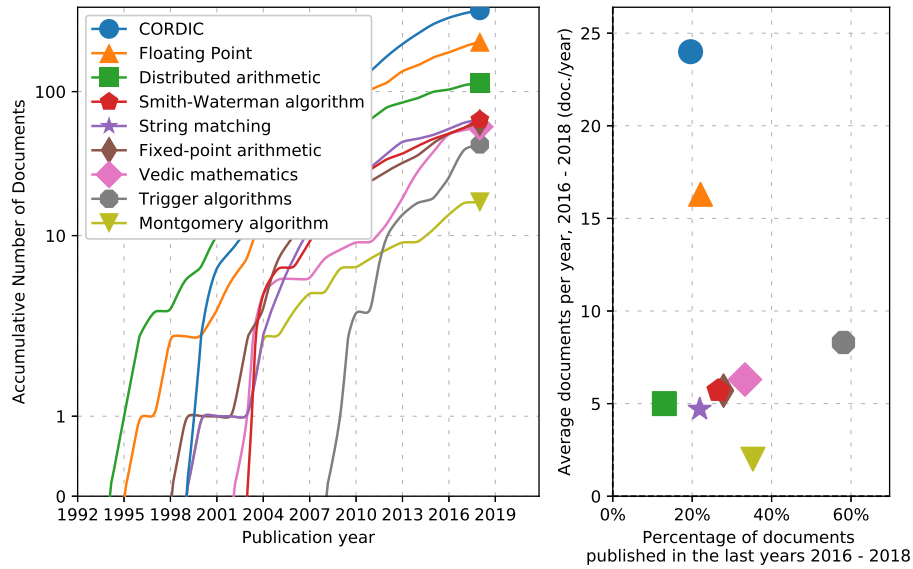 CORDIC
Floating Point
Distributed arithmetic
Smith-Waterman algorithm
String matching
Fixed-point arithmetic
Vedic mathematics
Trigger algorithms
Montgomery algorithm
Accumulative Number of Documents
100
10
1
0
1992 1995 1998 2001 2004 2007 2010 2013 2016 2019
Publication year
Average documents per year, 2016 - 2018 (doc./year)
25
20
15
10
5
0
0% 20% 40% 60%
Percentage of documents
published in the last years 2016 - 2018